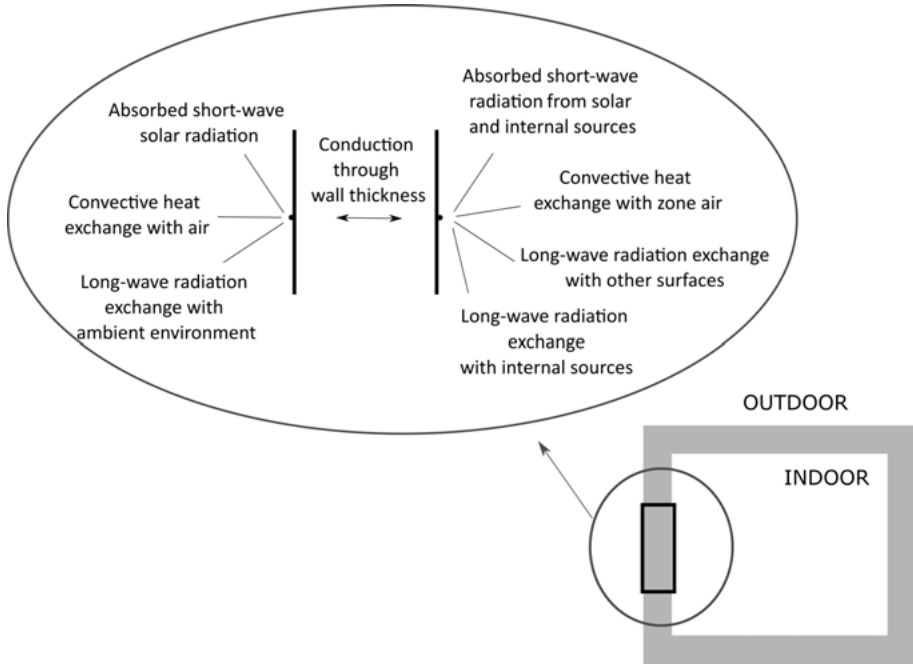 Absorbed short-wave
solar radiation
Convective heat
exchange with air
Long-wave radiation
exchange with
ambient environment
Conduction
through
wall thickness
Absorbed short-wave
radiation from solar
and internal sources
Convective heat
exchange with zone air
Long-wave radiation exchange
with other surfaces
Long-wave radiation
exchange
with internal sources
OUTDOOR
INDOOR